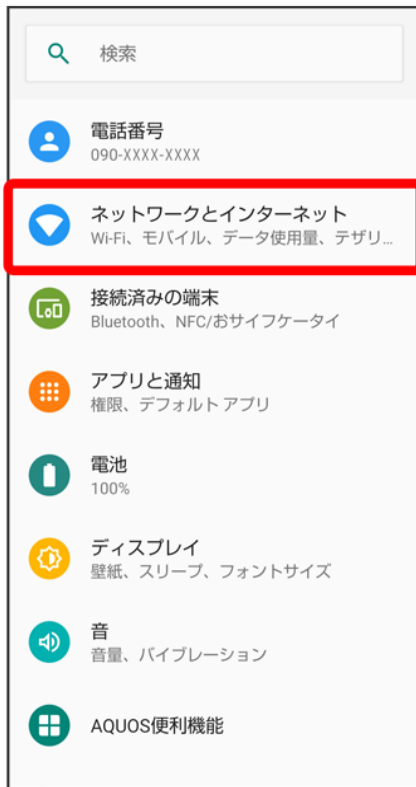 検索
電話番号
090-XXXX-XXXX
ネットワークとインターネット
Wi-Fi、モバイル、データ使用量、テザリ...
接続済みの端末
Bluetooth、NFC/おサイフケータイ
アプリと通知
権限、デフォルト アプリ
電池
100%
ディスプレイ
壁紙、スリープ、フォントサイズ
音
音量、バイブレーション
AQUOS便利機能